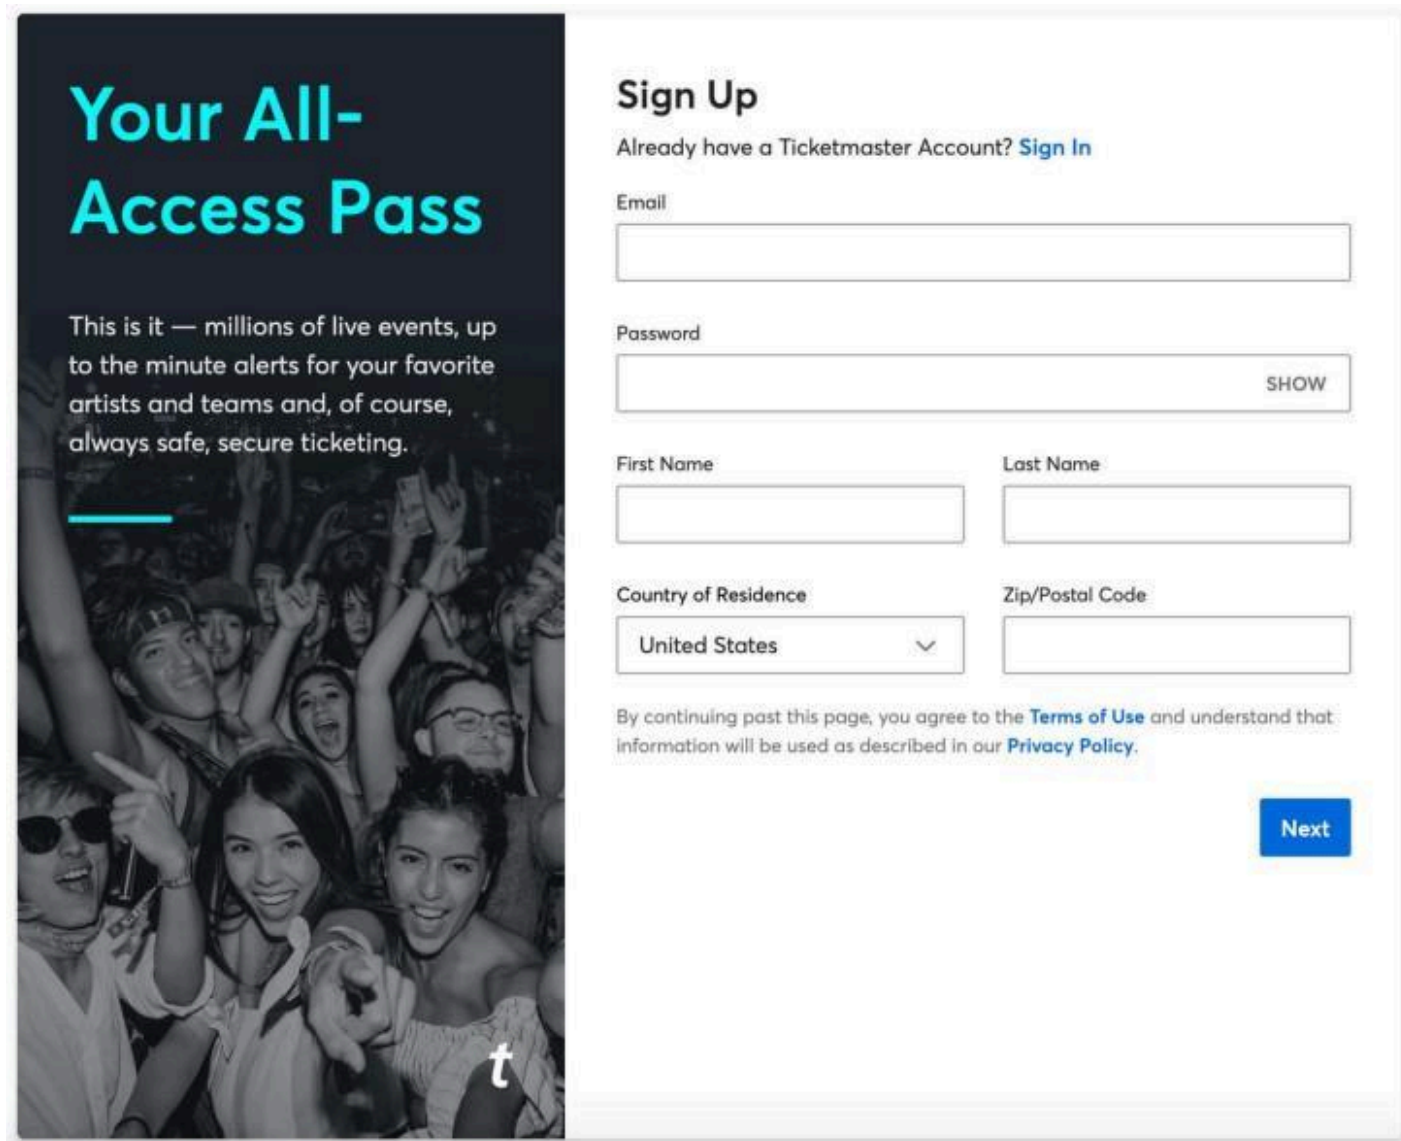 Your All-
Access Pass
This is it — millions of live events, up
to the minute alerts for your favorite
artists and teams and, of course,
always safe, secure ticketing.
t
Sign Up
Already have a Ticketmaster Account? Sign In
Email
Password
SHOW
First Name
Last Name
Country of Residence
Zip/Postal Code
United States
By continuing past this page, you agree to the Terms of Use and understand that
information will be used as described in our Privacy Policy.
Next